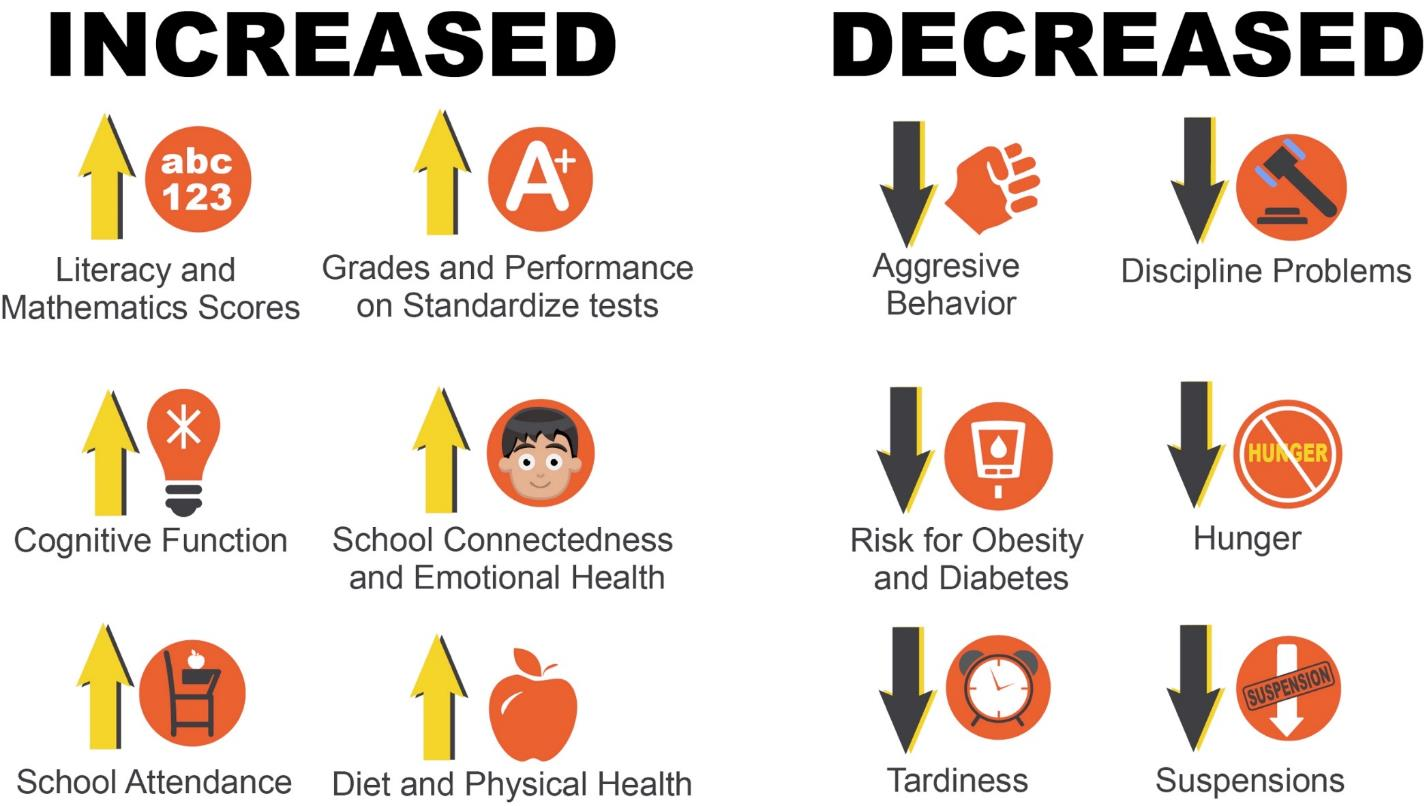 INCREASED
abc
123
Literacy and
Mathematics Scores
A+
Grades and Performance
on Standardize tests
Cognitive Function
School Connectedness
and Emotional Health
School Attendance
Diet and Physical Health
DECREASED
Aggresive
Behavior
Discipline Problems
Risk for Obesity
and Diabetes
HUNGER
Hunger
Tardiness
SUSPENSION
Suspensions